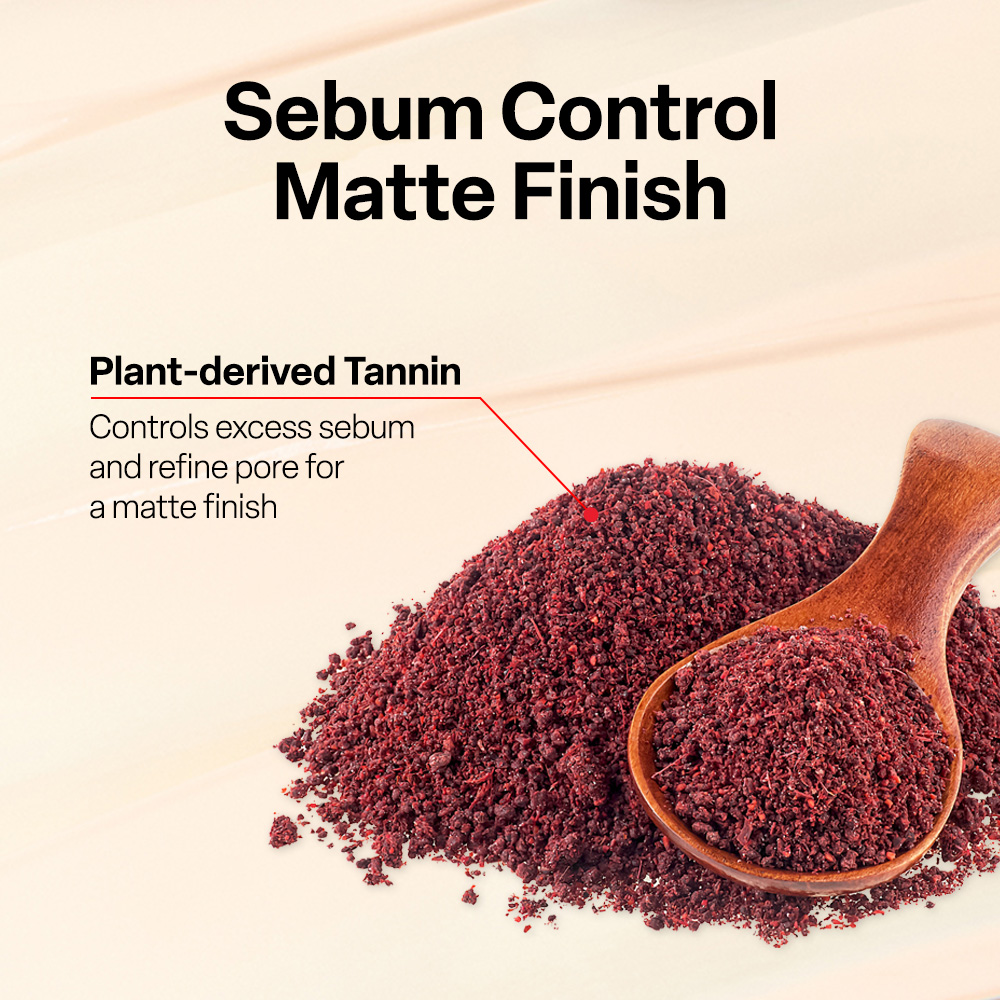 Sebum Control
Matte Finish
Plant-derived Tannin
Controls excess sebum
and refine pore for
a matte finish